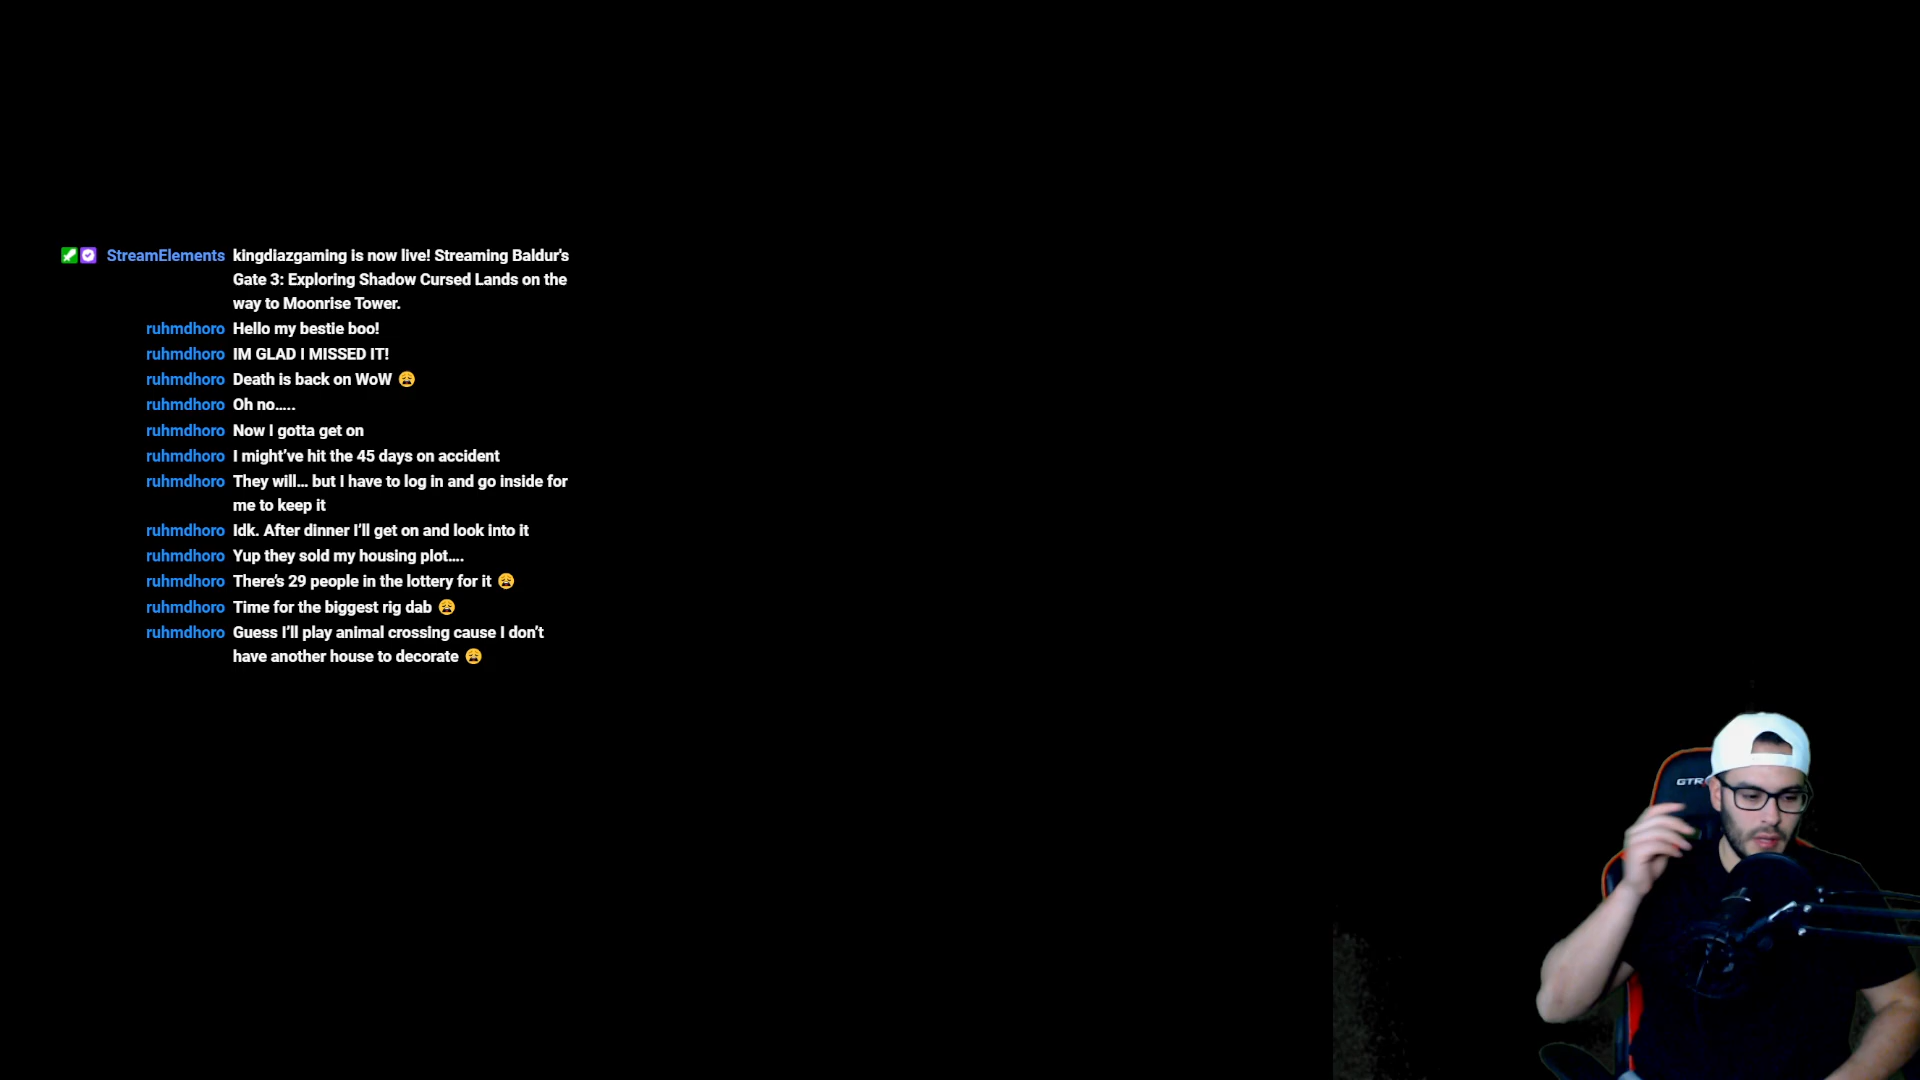 StreamElements kingdiazgaming is now live! Streaming Baldur's
Gate 3: Exploring Shadow Cursed Lands on the
way to Moonrise Tower.
ruhmdhoro Hello my bestie boo!
ruhmdhoro IM GLAD I MISSED IT!
ruhmdhoro Death is back on WoW 😩
ruhmdhoro Oh no.....
ruhmdhoro Now I gotta get on
ruhmdhoro I might’ve hit the 45 days on accident
ruhmdhoro They will… but I have to log in and go inside for
me to keep it
ruhmdhoro Idk. After dinner I’ll get on and look into it
ruhmdhoro Yup they sold my housing plot….
ruhmdhoro There’s 29 people in the lottery for it 😩
ruhmdhoro Time for the biggest rig dab 😩
ruhmdhoro Guess I’ll play animal crossing cause I don’t
have another house to decorate 😩
GTR